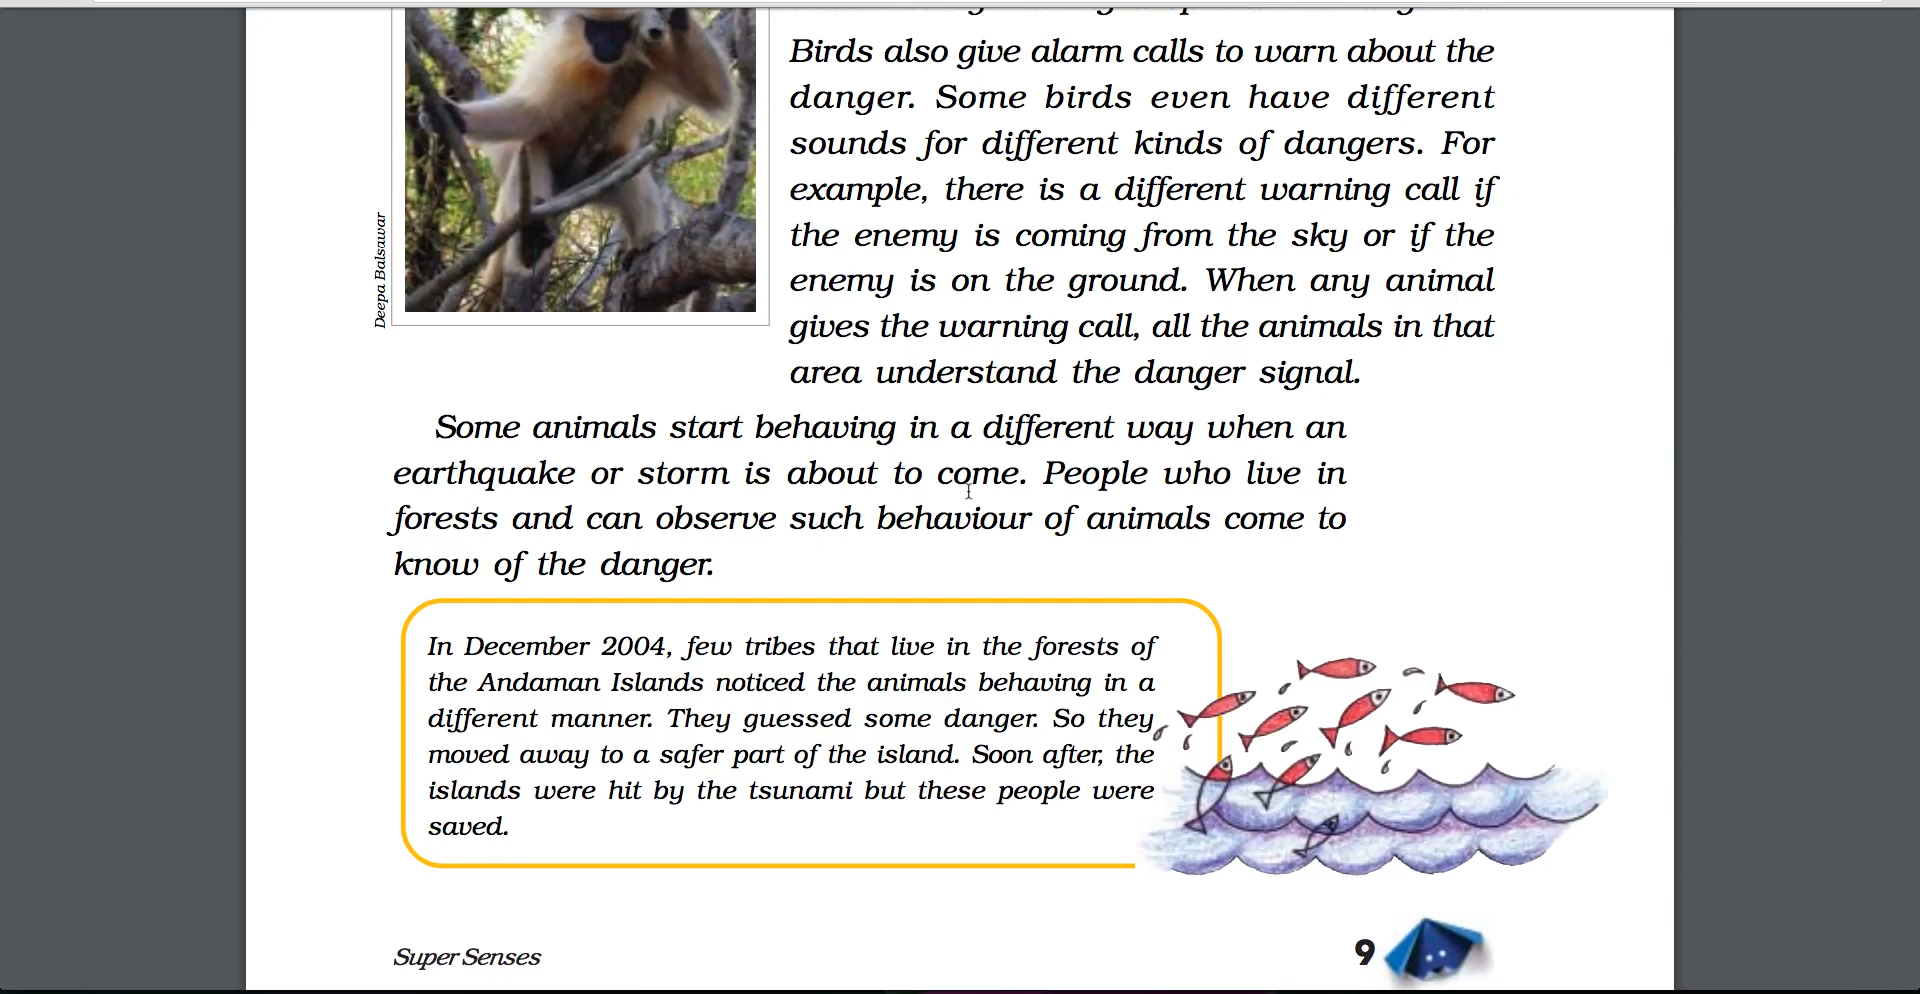 Birds also give alarm calls to warn about the
danger. Some birds even have different
sounds for different kinds of dangers. For
example, there is a different warning call if
the enemy is coming from the sky or if the
enemy is on the ground. When any animal
gives the warning call, all the animals in that
area understand the danger signal.
Deepa Balsawar
Some animals start behaving in a different way when an
earthquake or storm is about to come. People who live in
forests and can observe such behaviour of animals come to
know of the danger.
In December 2004, few tribes that live in the forests of
the Andaman Islands noticed the animals behaving in a
different manner. They guessed some danger. So they
moved away to a safer part of the island. Soon after, the
islands were hit by the tsunami but these people were
saved.
Super Senses
9